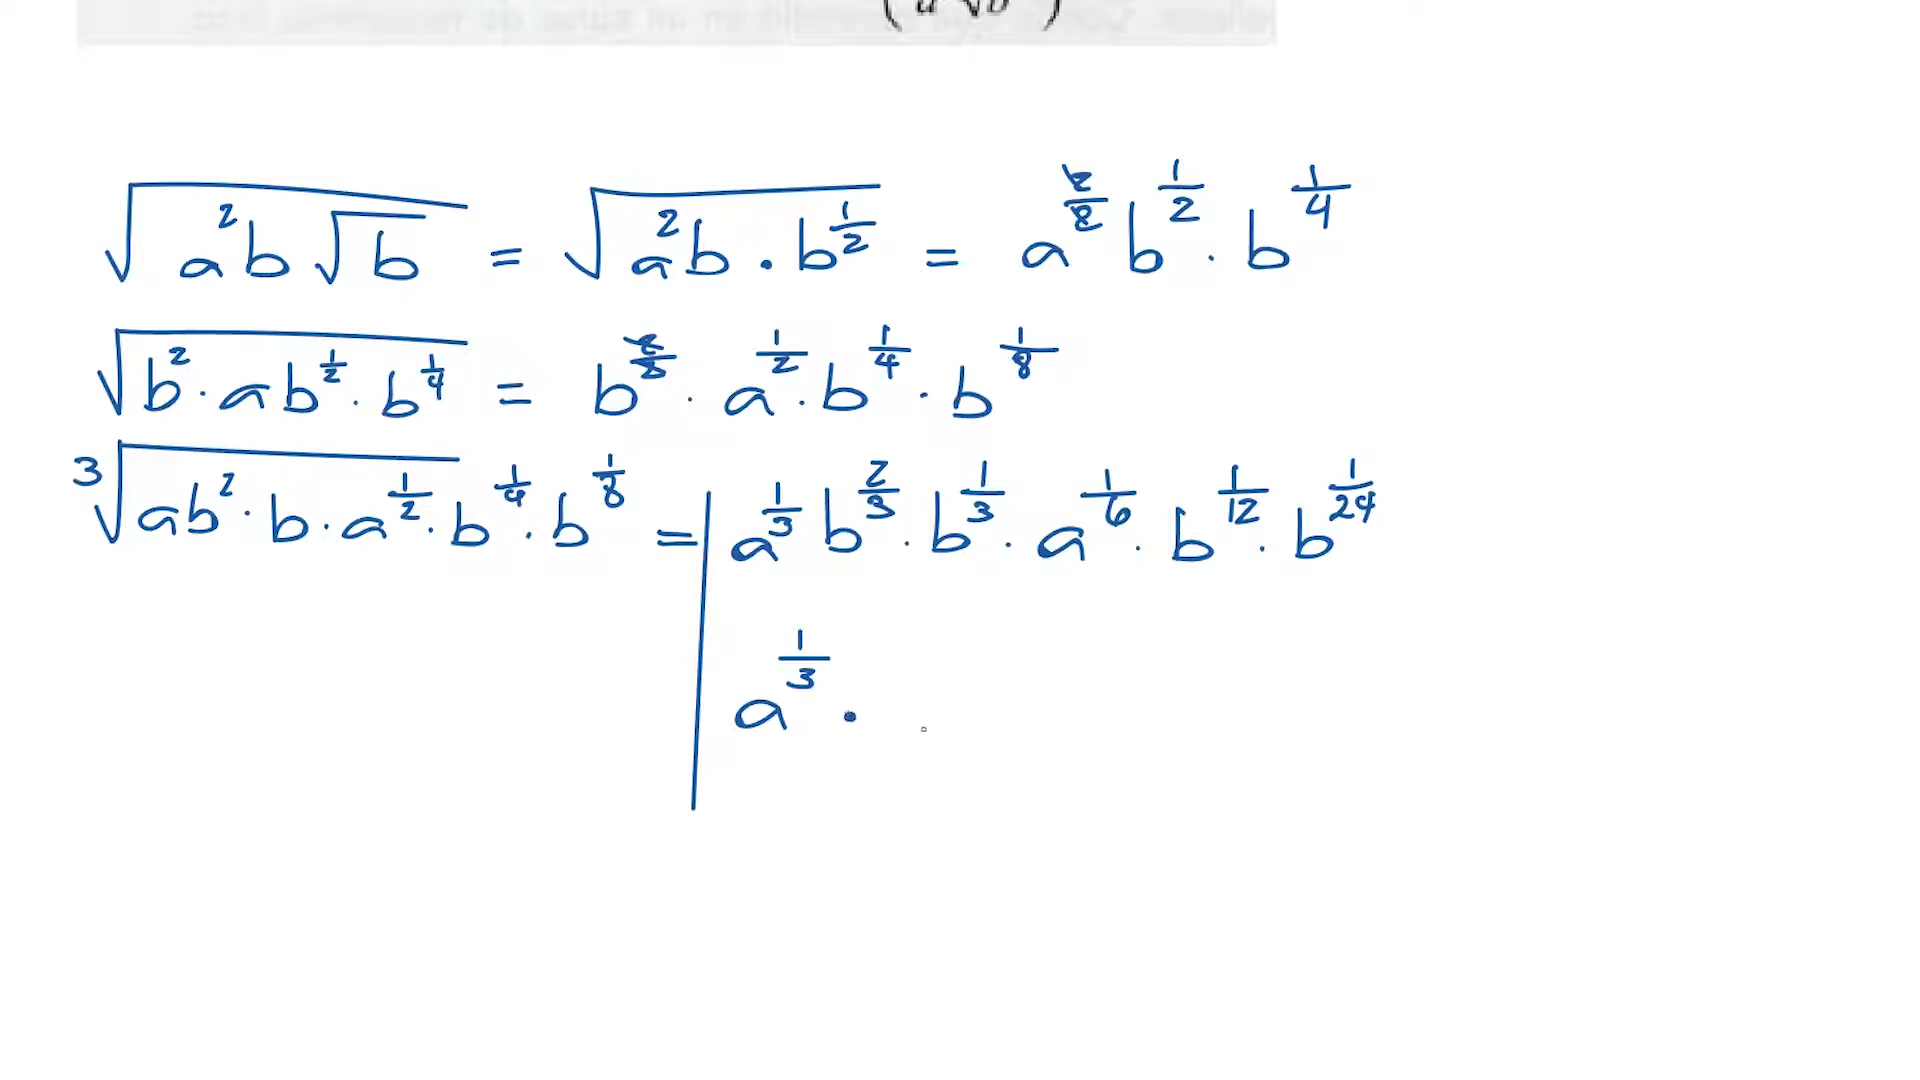 (a√b)
√(a²b√b) = √(a²b · b^(1/2)) = a^(2/2) b^(1/2) · b^(1/4)
√(b² · ab^(1/2) · b^(1/4)) = b^(2/2) · a^(1/2) · b^(1/4) · b^(1/8)
³√(ab² · b · a^(1/2) · b^(1/4) · b^(1/8)) = a^(1/3) b^(2/3) · b^(1/3) · a^(1/6) · b^(1/12) · b^(1/24)
a^(1/3) ·